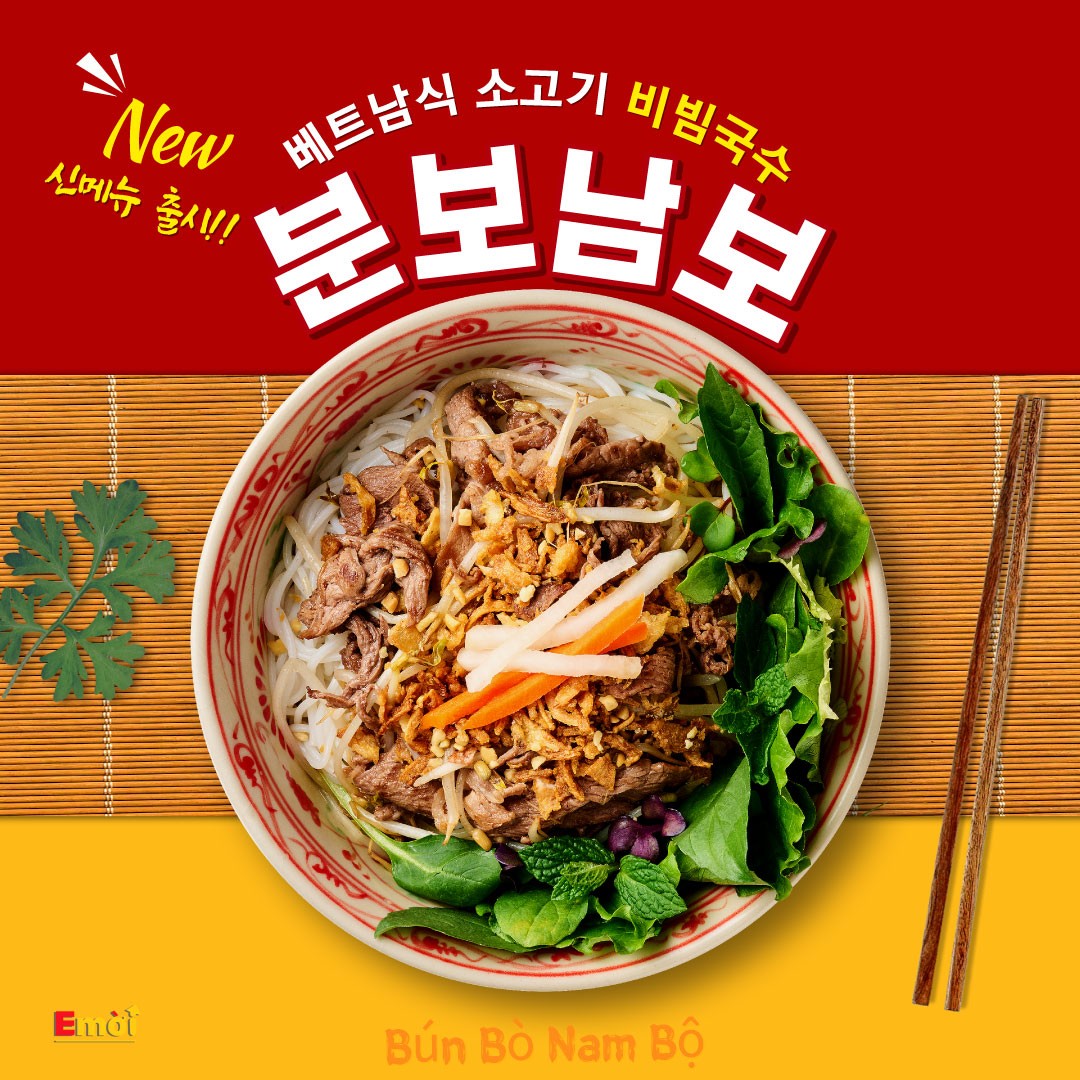 New
신메뉴 출시!!
베트남식 소고기 비빔국수
분보남보
Emột
Bún Bò Nam Bộ